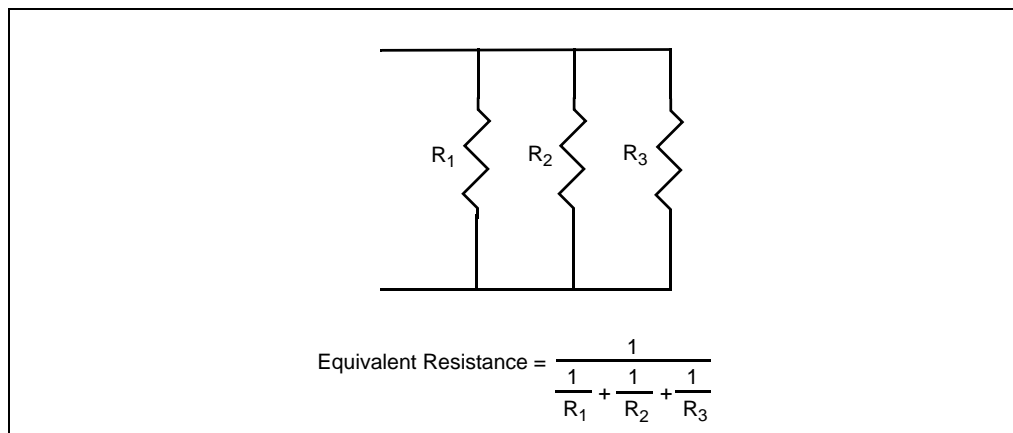 R1 R2 R3
Equivalent Resistance = 1
1 + 1 + 1
R1 R2 R3